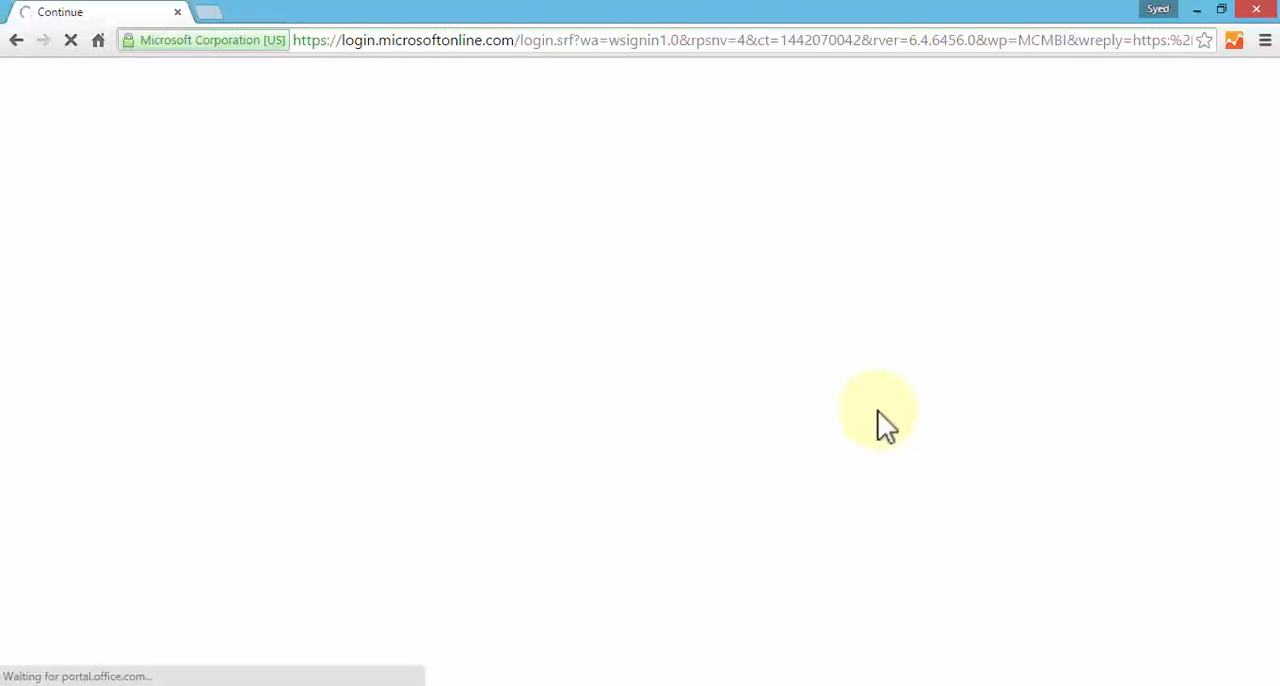 Continue
Syed
Microsoft Corporation [US] https://login.microsoftonline.com/login.srf?wa=wsignin1.0&rpsnv=4&ct=1442070042&rver=6.4.6456.0&wp=MCMBI&wreply=https:%2
Waiting for portal.office.com...